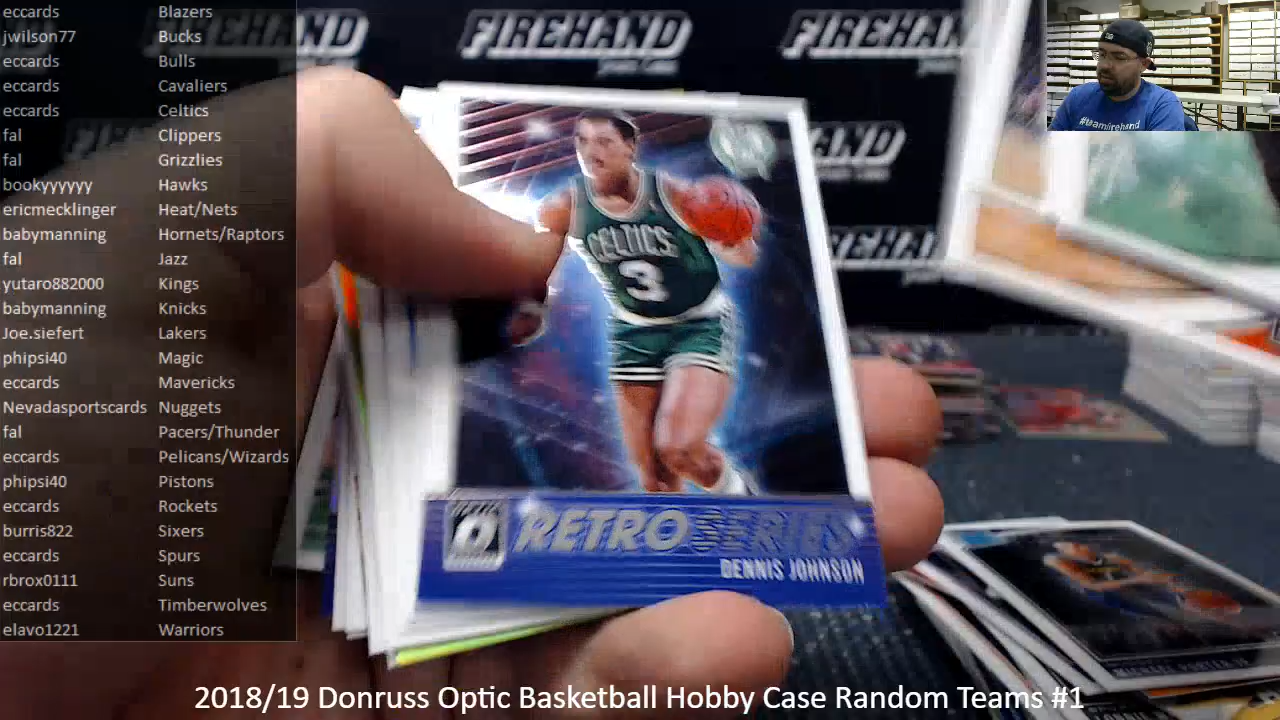 eccards Blazers
jwilson77 Bucks
eccards Bulls
eccards Cavaliers
eccards Celtics
fal Clippers
fal Grizzlies
bookyyyyyy Hawks
ericmecklinger Heat/Nets
babymanning Hornets/Raptors
fal Jazz
yutaro882000 Kings
babymanning Knicks
Joe.siefert Lakers
phipsi40 Magic
eccards Mavericks
Nevadasportscards Nuggets
fal Pacers/Thunder
eccards Pelicans/Wizards
phipsi40 Pistons
eccards Rockets
burris822 Sixers
eccards Spurs
rbrox0111 Suns
eccards Timberwolves
elavo1221 Warriors
FIREHAND
FIREHAND
#teamfirehand
CELTICS
3
RETRO SERIES
DENNIS JOHNSON
2018/19 Donruss Optic Basketball Hobby Case Random Teams #1